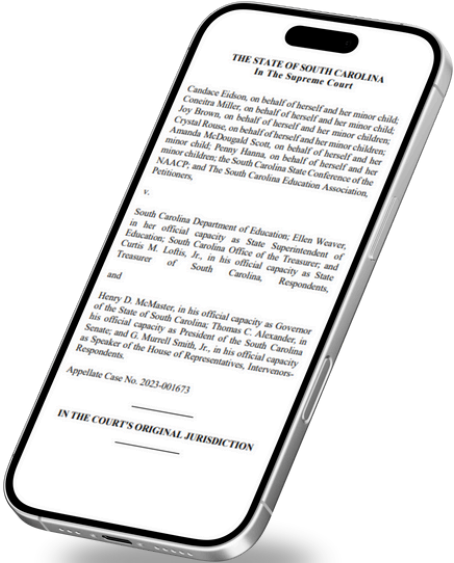 THE STATE OF SOUTH CAROLINA
In The Supreme Court
Candace Eidson, on behalf of herself and her minor child;
Coneitra Miller, on behalf of herself and her minor child;
Joy Brown, on behalf of herself and her minor children;
Crystal Rouse, on behalf of herself and her minor children;
Amanda McDougald Scott, on behalf of herself and her
minor child; Penny Hanna, on behalf of herself and her
minor children; the South Carolina State Conference of the
NAACP; and The South Carolina Education Association,
Petitioners,
v.
South Carolina Department of Education; Ellen Weaver,
in her official capacity as State Superintendent of
Education; South Carolina Office of the Treasurer; and
Curtis M. Loftis, Jr., in his official capacity as State
Treasurer of South Carolina, Respondents,
and
Henry D. McMaster, in his official capacity as Governor
of the State of South Carolina; Thomas C. Alexander, in
his official capacity as President of the South Carolina
Senate; and G. Murrell Smith, Jr., in his official capacity
as Speaker of the House of Representatives, Intervenors-
Respondents.
Appellate Case No. 2023-001673
IN THE COURT'S ORIGINAL JURISDICTION